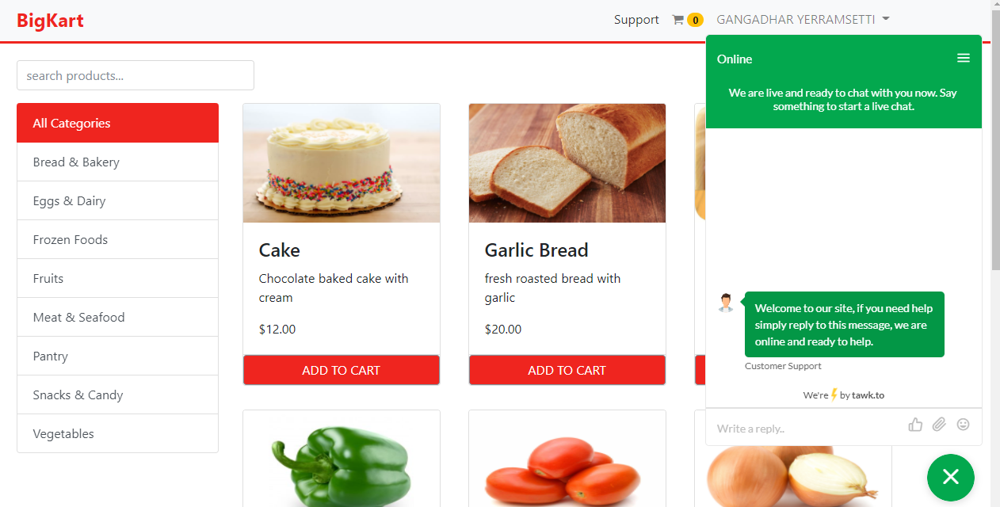 BigKart
Support
0
GANGADHAR YERRAMSETTI
search products...
All Categories
Bread & Bakery
Eggs & Dairy
Frozen Foods
Fruits
Meat & Seafood
Pantry
Snacks & Candy
Vegetables
Cake
Chocolate baked cake with
cream
$12.00
ADD TO CART
Garlic Bread
fresh roasted bread with
garlic
$20.00
ADD TO CART
Online
We are live and ready to chat with you now. Say
something to start a live chat.
Welcome to our site, if you need help
simply reply to this message, we are
online and ready to help.
Customer Support
We're by tawk.to
Write a reply..